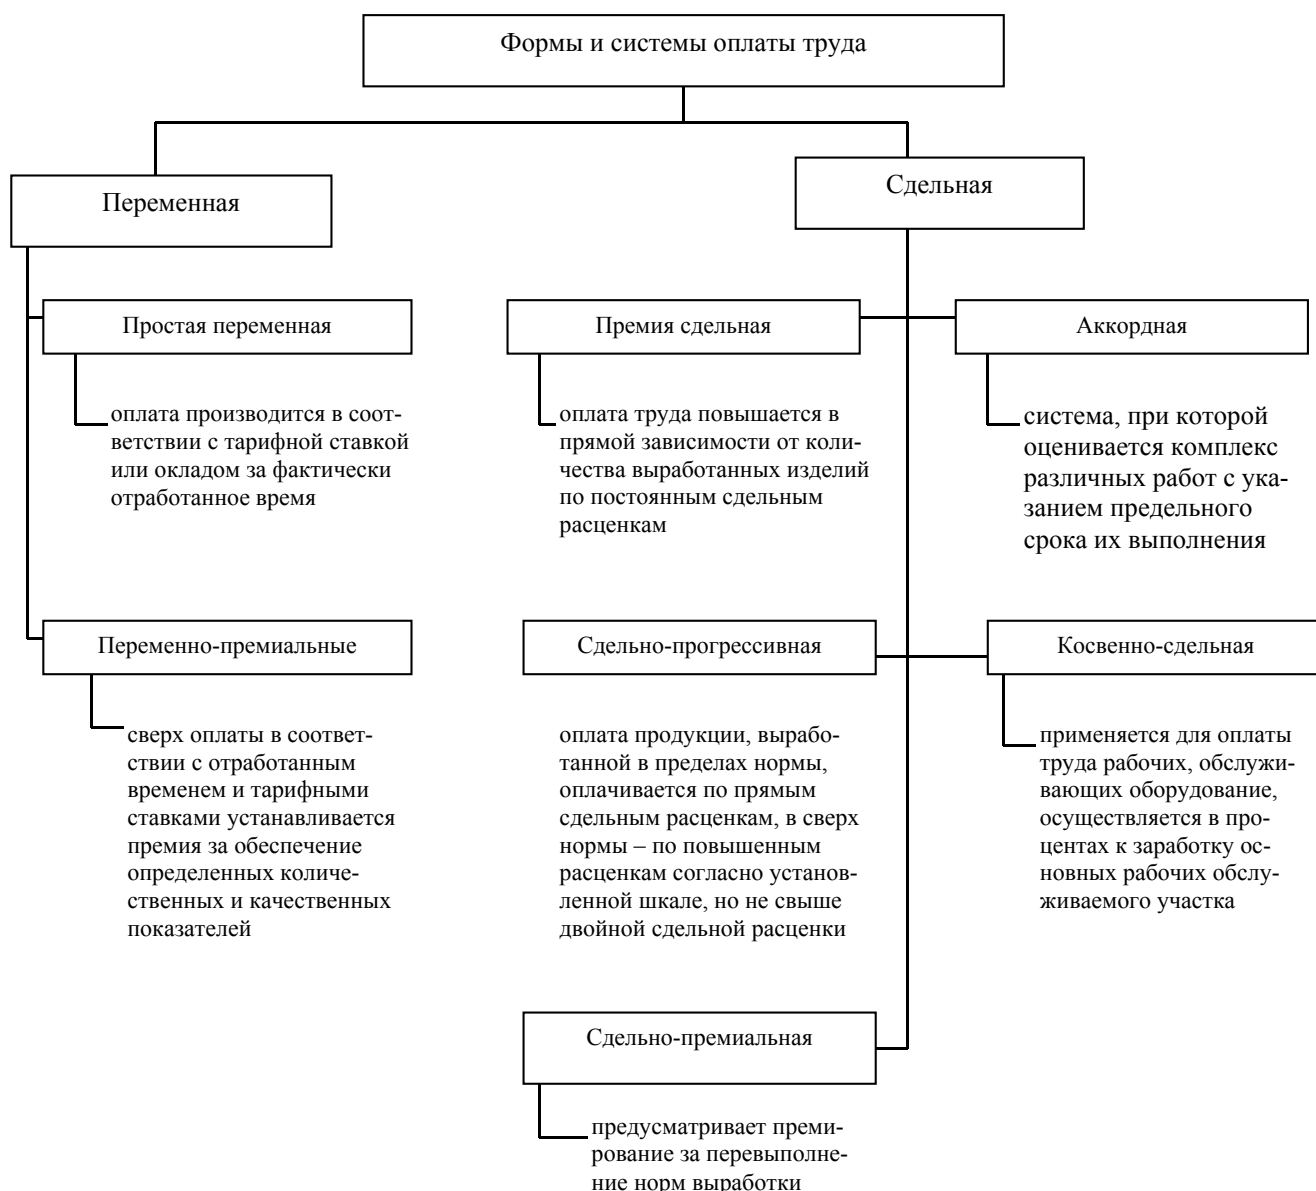 Формы и системы оплаты труда
Переменная
Сдельная
Простая переменная
оплата производится в соот-
ветствии с тарифной ставкой
или окладом за фактически
отработанное время
Премия сдельная
оплата труда повышается в
прямой зависимости от коли-
чества выработанных изделий
по постоянным сдельным
расценкам
Аккордная
система, при которой
оценивается комплекс
различных работ с ука-
занием предельного
срока их выполнения
Переменно-премиальные
сверх оплаты в соответ-
ствии с отработанным
временем и тарифными
ставками устанавливается
премия за обеспечение
определенных количе-
ственных и качественных
показателей
Сдельно-прогрессивная
оплата продукции, вырабо-
танной в пределах нормы,
оплачивается по прямым
сдельным расценкам, в сверх
нормы – по повышенным
расценкам согласно установ-
ленной шкале, но не свыше
двойной сдельной расценки
Косвенно-сдельная
применяется для оплаты
труда рабочих, обслужи-
вающих оборудование,
осуществляется в про-
центах к заработку ос-
новных рабочих обслу-
живаемого участка
Сдельно-премиальная
предусматривает преми-
рование за перевыполне-
ние норм выработки